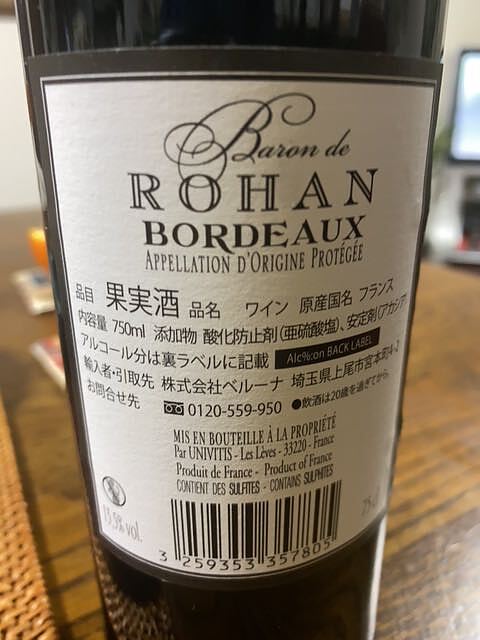 Baron de
ROHAN
BORDEAUX
APPELLATION D'ORIGINE PROTÉGÉE
品目 果実酒 品名 ワイン 原産国名 フランス
内容量 750ml 添加物 酸化防止剤(亜硫酸塩)、安定剤(アカシア
アルコール分は裏ラベルに記載 Alc%:on BACK LABEL
輸入者・引取先 株式会社ベルーナ 埼玉県上尾市宮本町4-2
お問合せ先 0120-559-950 ●飲酒は20歳を過ぎてから。
MIS EN BOUTEILLE À LA PROPRIÉTÉ
Par UNIVITIS - Les Lèves - 33220 - France
Produit de France - Product of France
CONTIENT DES SULFITES - CONTAINS SULPHITES
13,5% vol.
75 cl
3 259353 357805